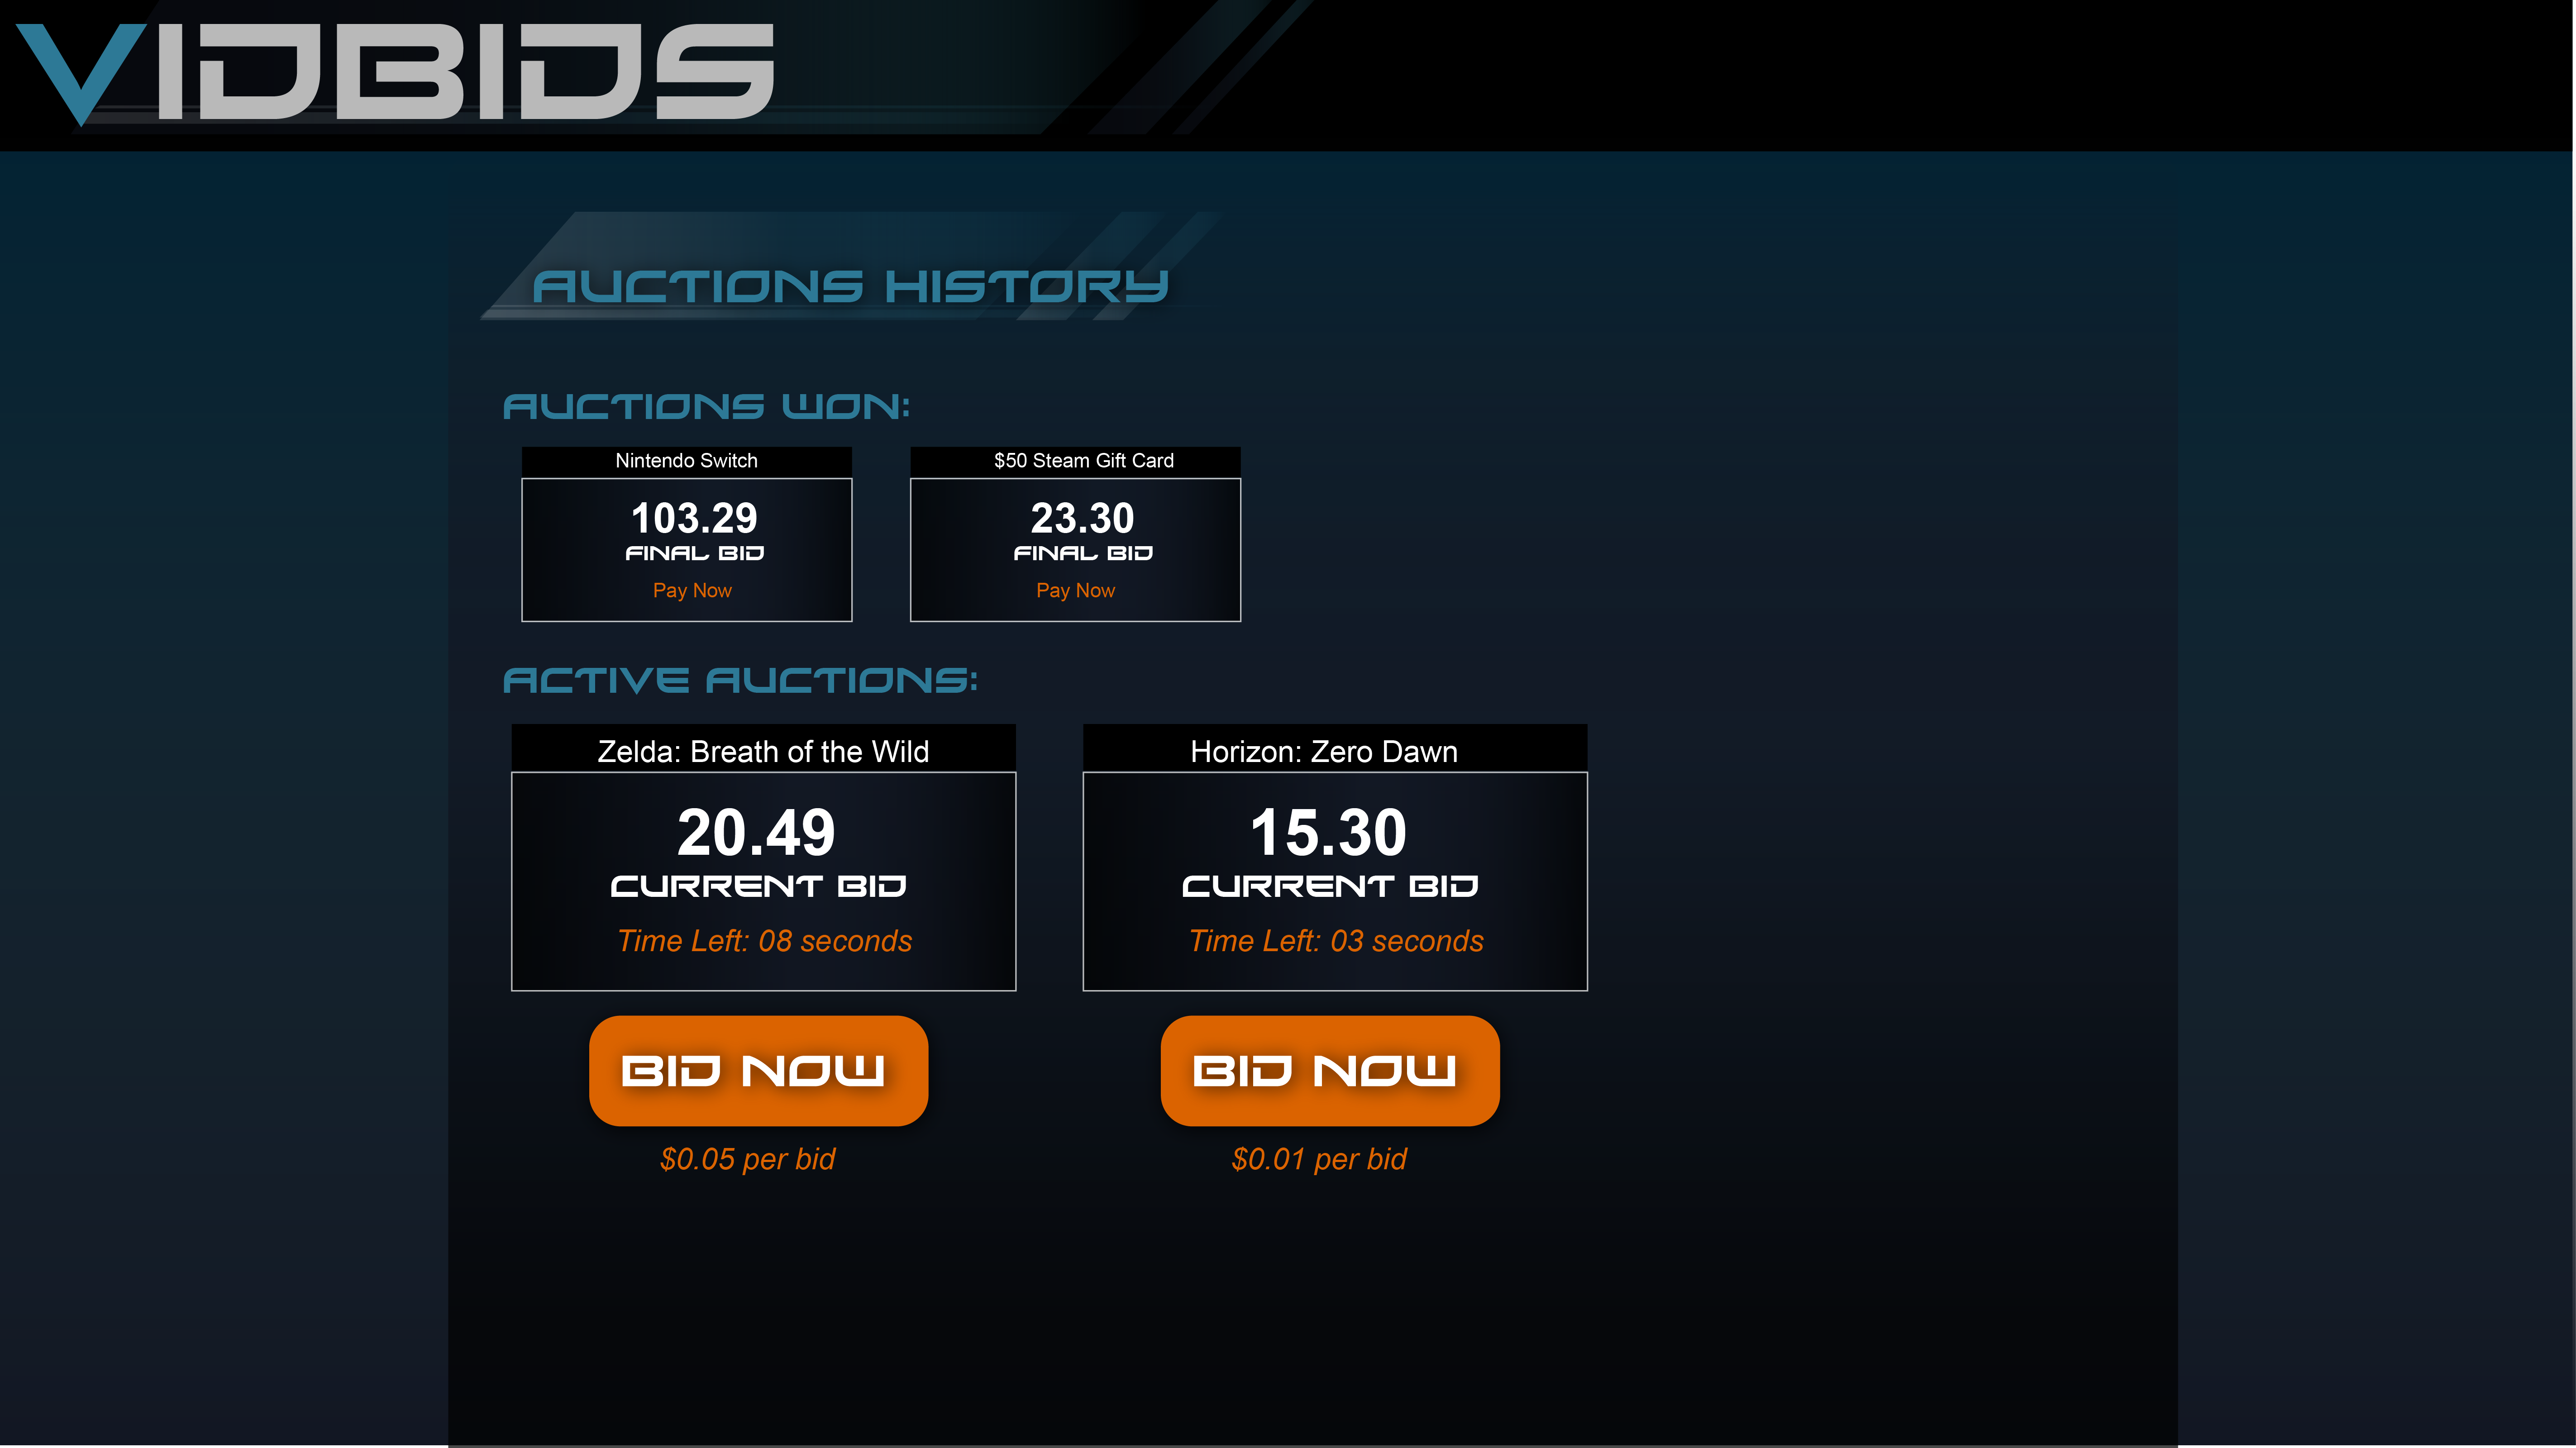 VIDBIDS
AUCTIONS HISTORY
AUCTIONS WON:
Nintendo Switch
103.29
FINAL BID
Pay Now
$50 Steam Gift Card
23.30
FINAL BID
Pay Now
ACTIVE AUCTIONS:
Zelda: Breath of the Wild
20.49
CURRENT BID
Time Left: 08 seconds
BID NOW
$0.05 per bid
Horizon: Zero Dawn
15.30
CURRENT BID
Time Left: 03 seconds
BID NOW
$0.01 per bid